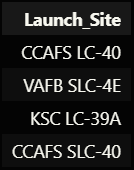 Launch_Site
CCAFS LC-40
VAFB SLC-4E
KSC LC-39A
CCAFS SLC-40